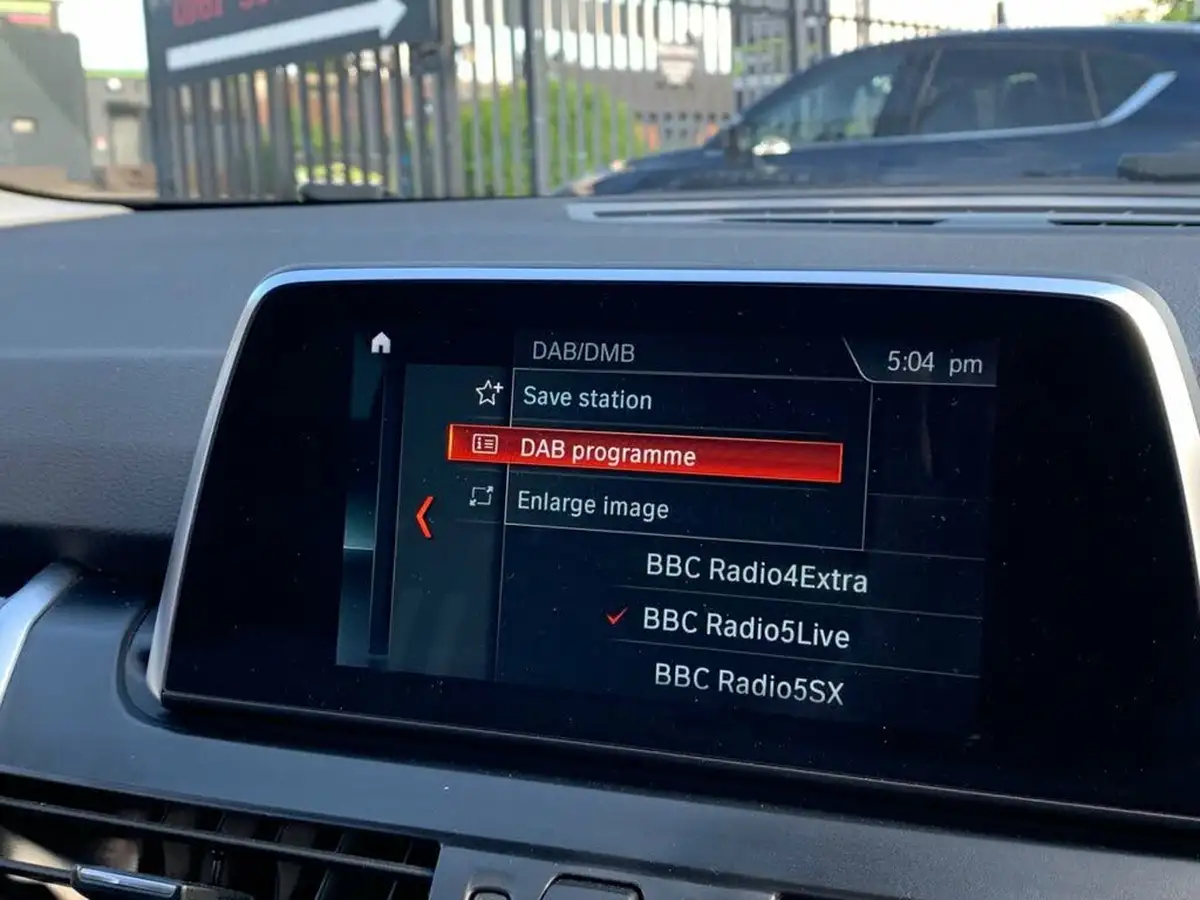 DAB/DMB
5:04 pm
Save station
DAB programme
Enlarge image
BBC Radio4Extra
BBC Radio5Live
BBC Radio5SX